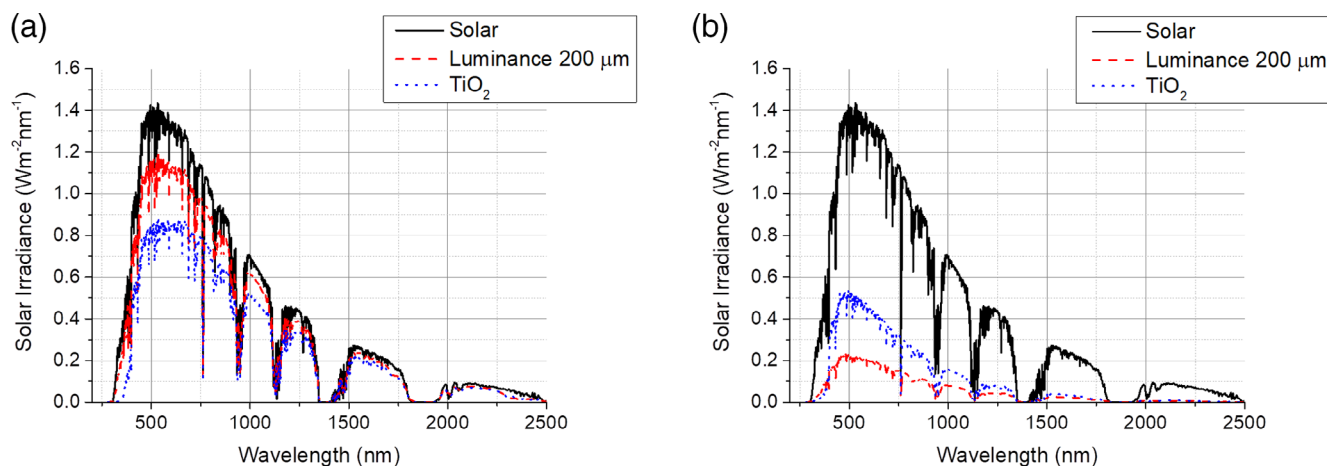 (a)
Solar
Luminance 200 μm
TiO₂
1.6
1.4
1.2
1.0
0.8
0.6
0.4
0.2
0.0
Solar Irradiance (Wm⁻²nm⁻¹)
500
1000
1500
2000
2500
Wavelength (nm)
(b)
Solar
Luminance 200 μm
TiO₂
1.6
1.4
1.2
1.0
0.8
0.6
0.4
0.2
0.0
Solar Irradiance (Wm⁻²nm⁻¹)
500
1000
1500
2000
2500
Wavelength (nm)